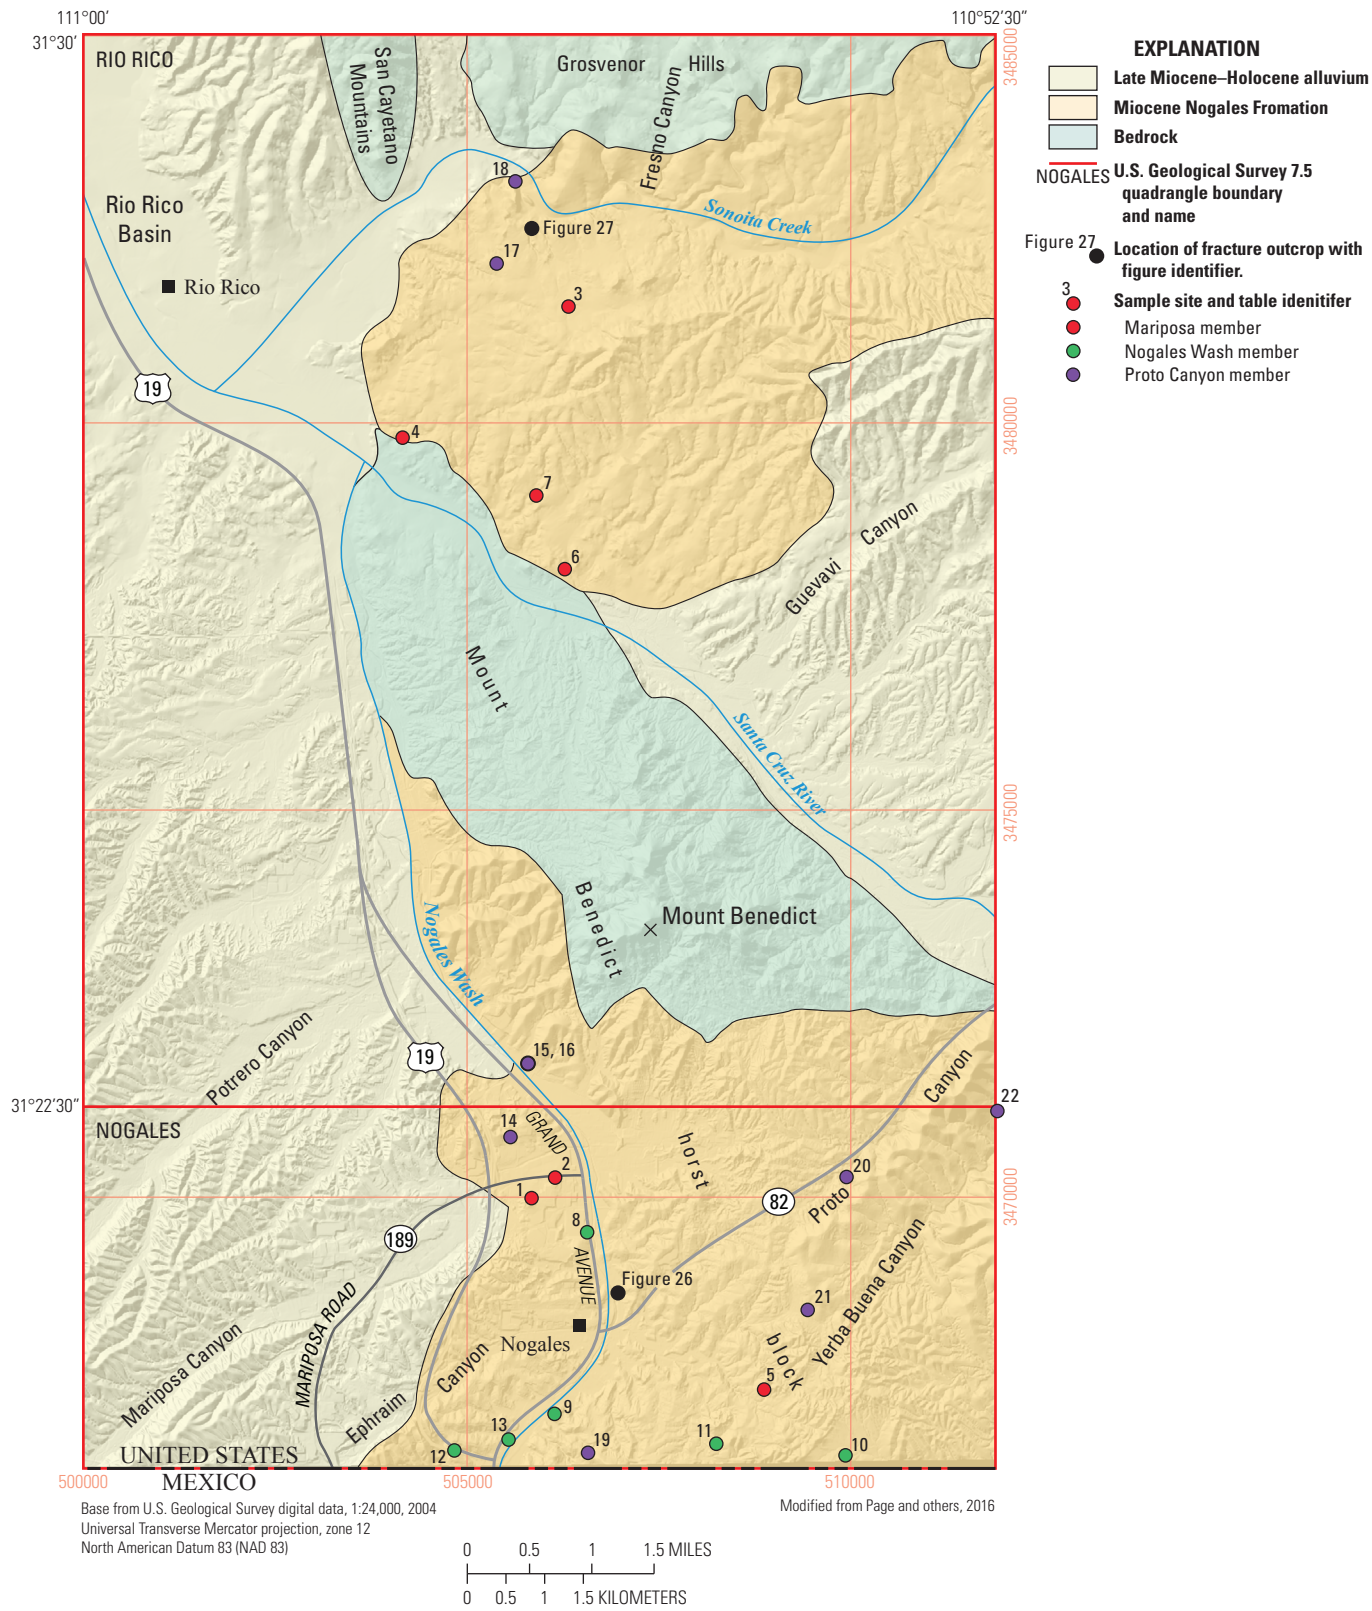 111°00′
110°52′30″
31°30′
RIO RICO
San Cayetano
Mountains
Grosvenor Hills
Fresno Canyon
3485000
18
Sonoita Creek
Rio Rico
Basin
Figure 27
17
Rio Rico
3
19
4
3480000
7
Guevavi Canyon
6
Mount
Santa Cruz River
3475000
Benedict
Mount Benedict
Nogales Wash
Potrero Canyon
19
15, 16
Canyon
22
31°22′30″
NOGALES
14
GRAND
horst
2
20
1
82
Proto
3470000
8
189
AVENUE
Yerba Buena Canyon
Figure 26
21
MARIPOSA ROAD
Nogales
block
Mariposa Canyon
Canyon
5
Ephraim
9
13
11
12
19
10
UNITED STATES
MEXICO
500000
505000
510000
Base from U.S. Geological Survey digital data, 1:24,000, 2004
Universal Transverse Mercator projection, zone 12
North American Datum 83 (NAD 83)
Modified from Page and others, 2016
0 0.5 1 1.5 MILES
0 0.5 1 1.5 KILOMETERS
EXPLANATION
Late Miocene–Holocene alluvium
Miocene Nogales Fromation
Bedrock
NOGALES
U.S. Geological Survey 7.5
quadrangle boundary
and name
Figure 27
Location of fracture outcrop with
figure identifier.
3
Sample site and table idenitifer
Mariposa member
Nogales Wash member
Proto Canyon member